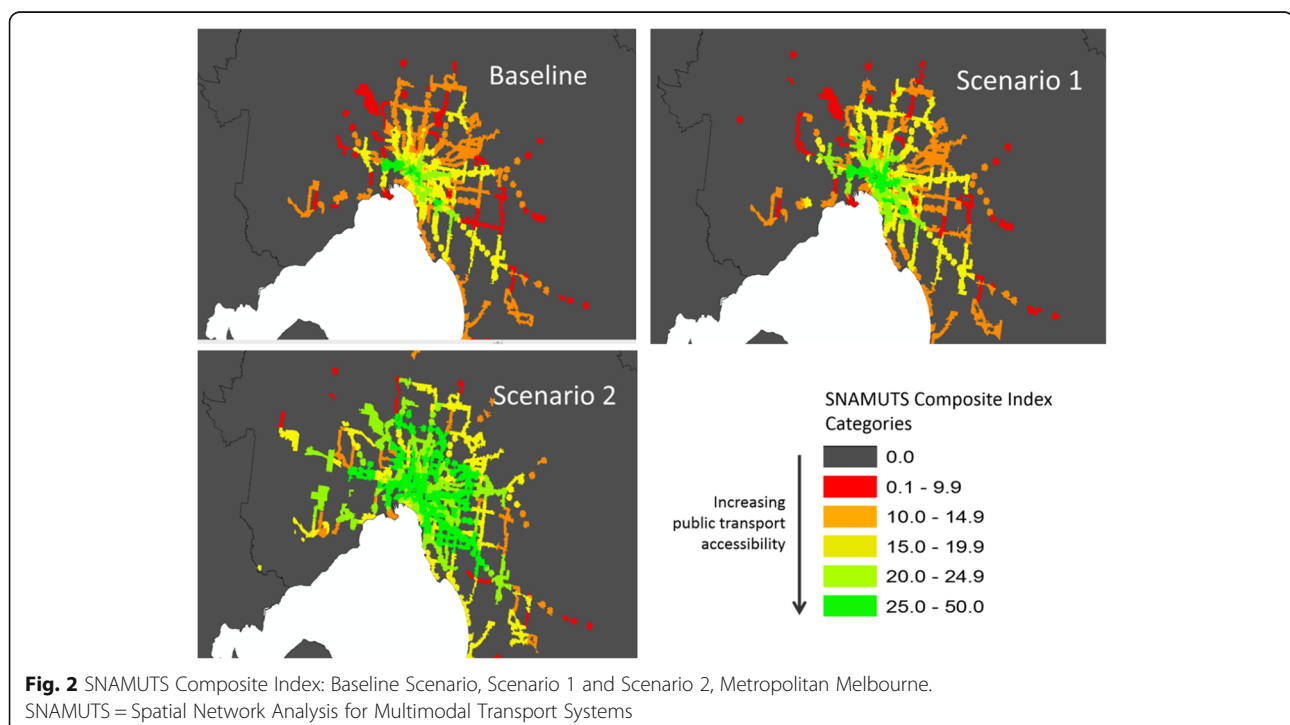 Baseline
Scenario 1
Scenario 2
SNAMUTS Composite Index
Categories
Increasing
public transport
accessibility
0.0
0.1 - 9.9
10.0 - 14.9
15.0 - 19.9
20.0 - 24.9
25.0 - 50.0
Fig. 2 SNAMUTS Composite Index: Baseline Scenario, Scenario 1 and Scenario 2, Metropolitan Melbourne.
SNAMUTS = Spatial Network Analysis for Multimodal Transport Systems